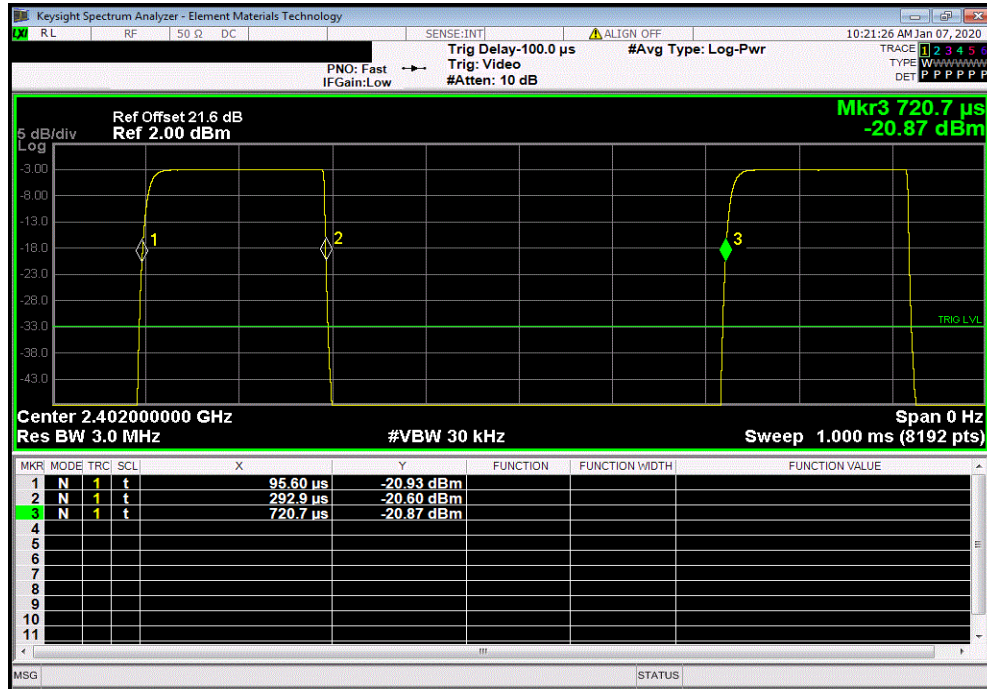 Keysight Spectrum Analyzer - Element Materials Technology
LXI RL RF 50 Ω DC SENSE:INT ALIGN OFF 10:21:26 AM Jan 07, 2020
Trig Delay-100.0 µs #Avg Type: Log-Pwr TRACE 1 2 3 4 5 6
PNO: Fast Trig: Video TYPE WWWWWW
IFGain:Low #Atten: 10 dB DET P P P P P P
Mkr3 720.7 µs
-20.87 dBm
Ref Offset 21.6 dB
5 dB/div Ref 2.00 dBm
Log
-3.00
-8.00
-13.0
1 2 3
-18.0
-23.0
-28.0
-33.0 TRIG LVL
-38.0
-43.0
Center 2.402000000 GHz Span 0 Hz
Res BW 3.0 MHz #VBW 30 kHz Sweep 1.000 ms (8192 pts)
MKR MODE TRC SCL X Y FUNCTION FUNCTION WIDTH FUNCTION VALUE
1 N 1 t 95.60 µs -20.93 dBm
2 N 1 t 292.9 µs -20.60 dBm
3 N 1 t 720.7 µs -20.87 dBm
4
5
6
7
8
9
10
11
MSG STATUS